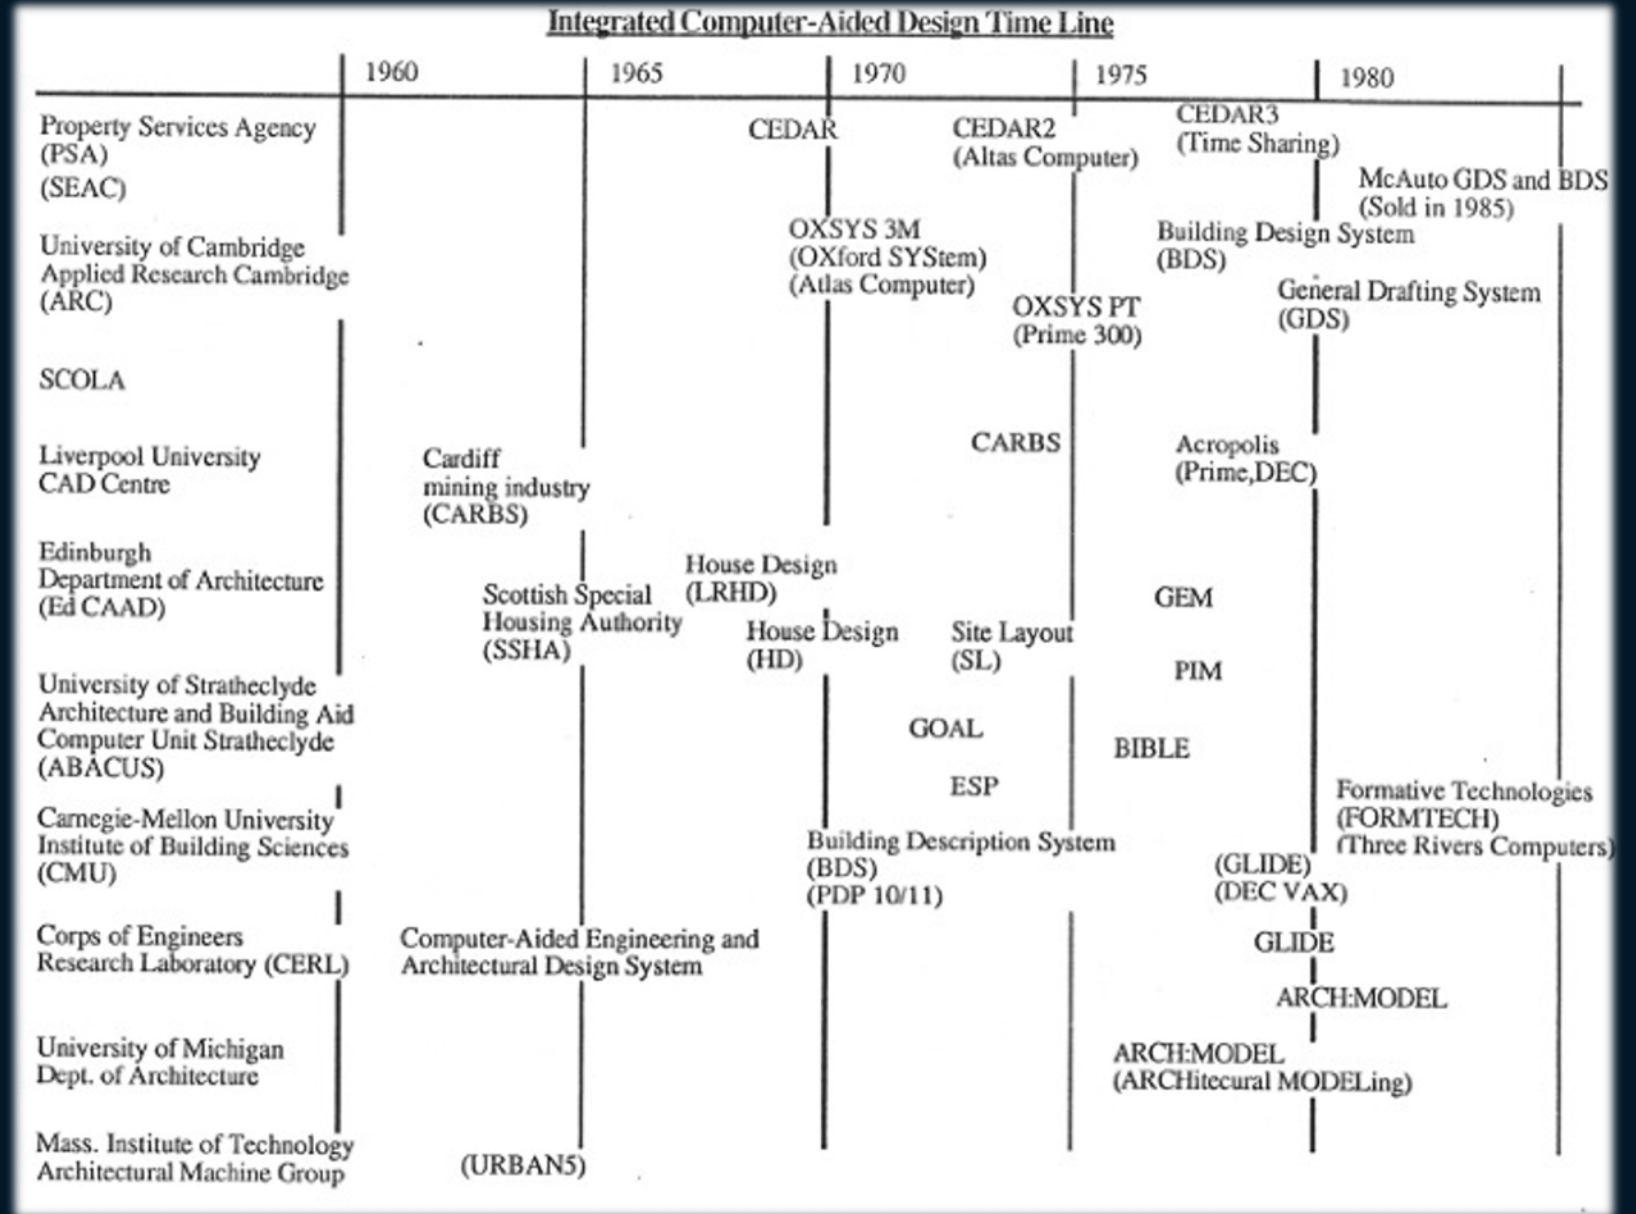 Integrated Computer-Aided Design Time Line
1960 1965 1970 1975 1980
Property Services Agency
(PSA)
(SEAC)
CEDAR
CEDAR2
(Altas Computer)
CEDAR3
(Time Sharing)
McAuto GDS and BDS
(Sold in 1985)
University of Cambridge
Applied Research Cambridge
(ARC)
OXSYS 3M
(OXford SYStem)
(Atlas Computer)
OXSYS PT
(Prime 300)
Building Design System
(BDS)
General Drafting System
(GDS)
SCOLA
Liverpool University
CAD Centre
Cardiff
mining industry
(CARBS)
CARBS
Acropolis
(Prime,DEC)
Edinburgh
Department of Architecture
(Ed CAAD)
Scottish Special
Housing Authority
(SSHA)
House Design
(LRHD)
House Design
(HD)
Site Layout
(SL)
GEM
PIM
University of Stratheclyde
Architecture and Building Aid
Computer Unit Stratheclyde
(ABACUS)
GOAL
ESP
BIBLE
Carnegie-Mellon University
Institute of Building Sciences
(CMU)
Building Description System
(BDS)
(PDP 10/11)
(GLIDE)
(DEC VAX)
Formative Technologies
(FORMTECH)
(Three Rivers Computers)
Corps of Engineers
Research Laboratory (CERL)
Computer-Aided Engineering and
Architectural Design System
GLIDE
ARCH:MODEL
University of Michigan
Dept. of Architecture
ARCH:MODEL
(ARCHitecural MODELing)
Mass. Institute of Technology
Architectural Machine Group
(URBAN5)